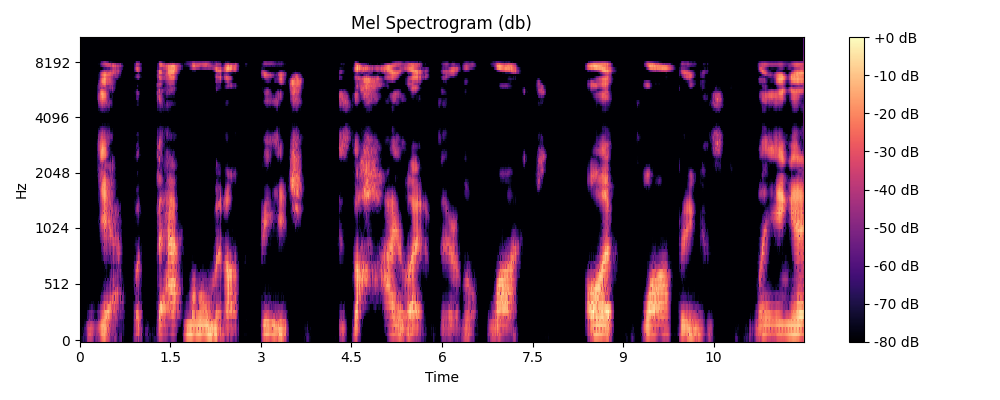 Mel Spectrogram (db)
Hz
8192
4096
2048
1024
512
0
0 1.5 3 4.5 6 7.5 9 10
Time
+0 dB
-10 dB
-20 dB
-30 dB
-40 dB
-50 dB
-60 dB
-70 dB
-80 dB